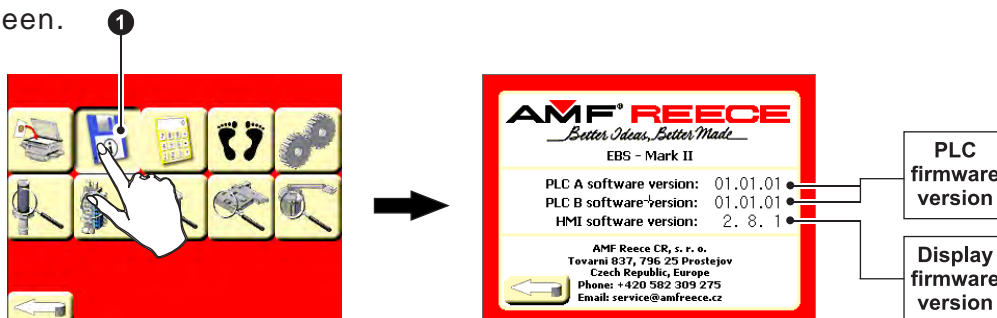 een.
1
AMF® REECE
Better Ideas, Better Made
EBS - Mark II
PLC A software version: 01.01.01
PLC B software version: 01.01.01
HMI software version: 2. 8. 1
AMF Reece CR, s. r. o.
Tovarni 837, 796 25 Prostejov
Czech Republic, Europe
Phone: +420 582 309 275
Email: service@amfreece.cz
PLC
firmware
version
Display
firmware
version